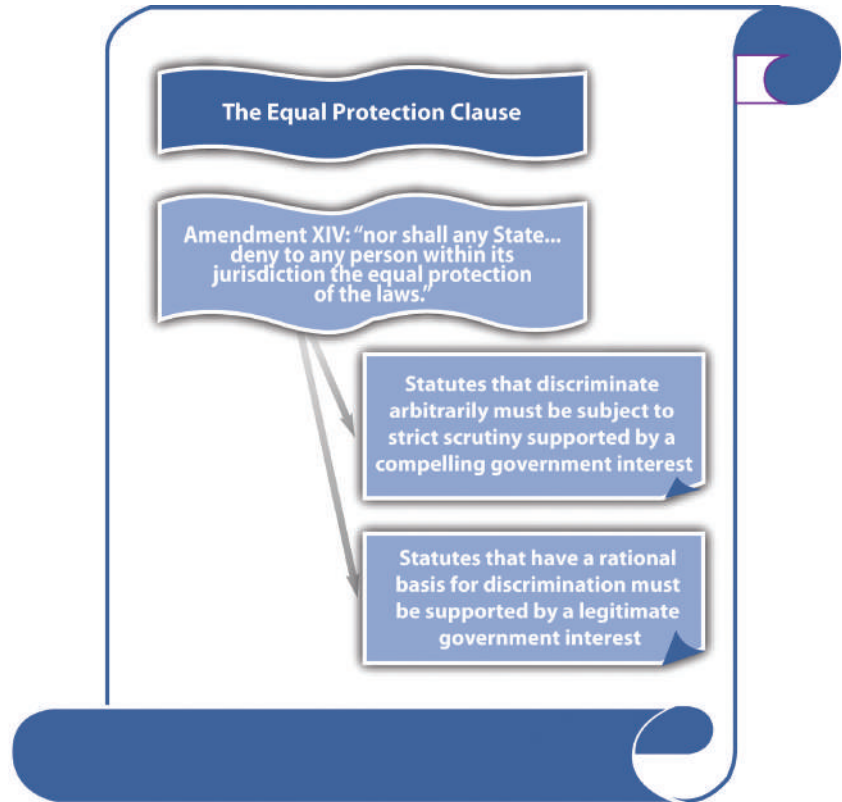 The Equal Protection Clause
Amendment XIV: “nor shall any State...
deny to any person within its
jurisdiction the equal protection
of the laws.”
Statutes that discriminate
arbitrarily must be subject to
strict scrutiny supported by a
compelling government interest
Statutes that have a rational
basis for discrimination must
be supported by a legitimate
government interest